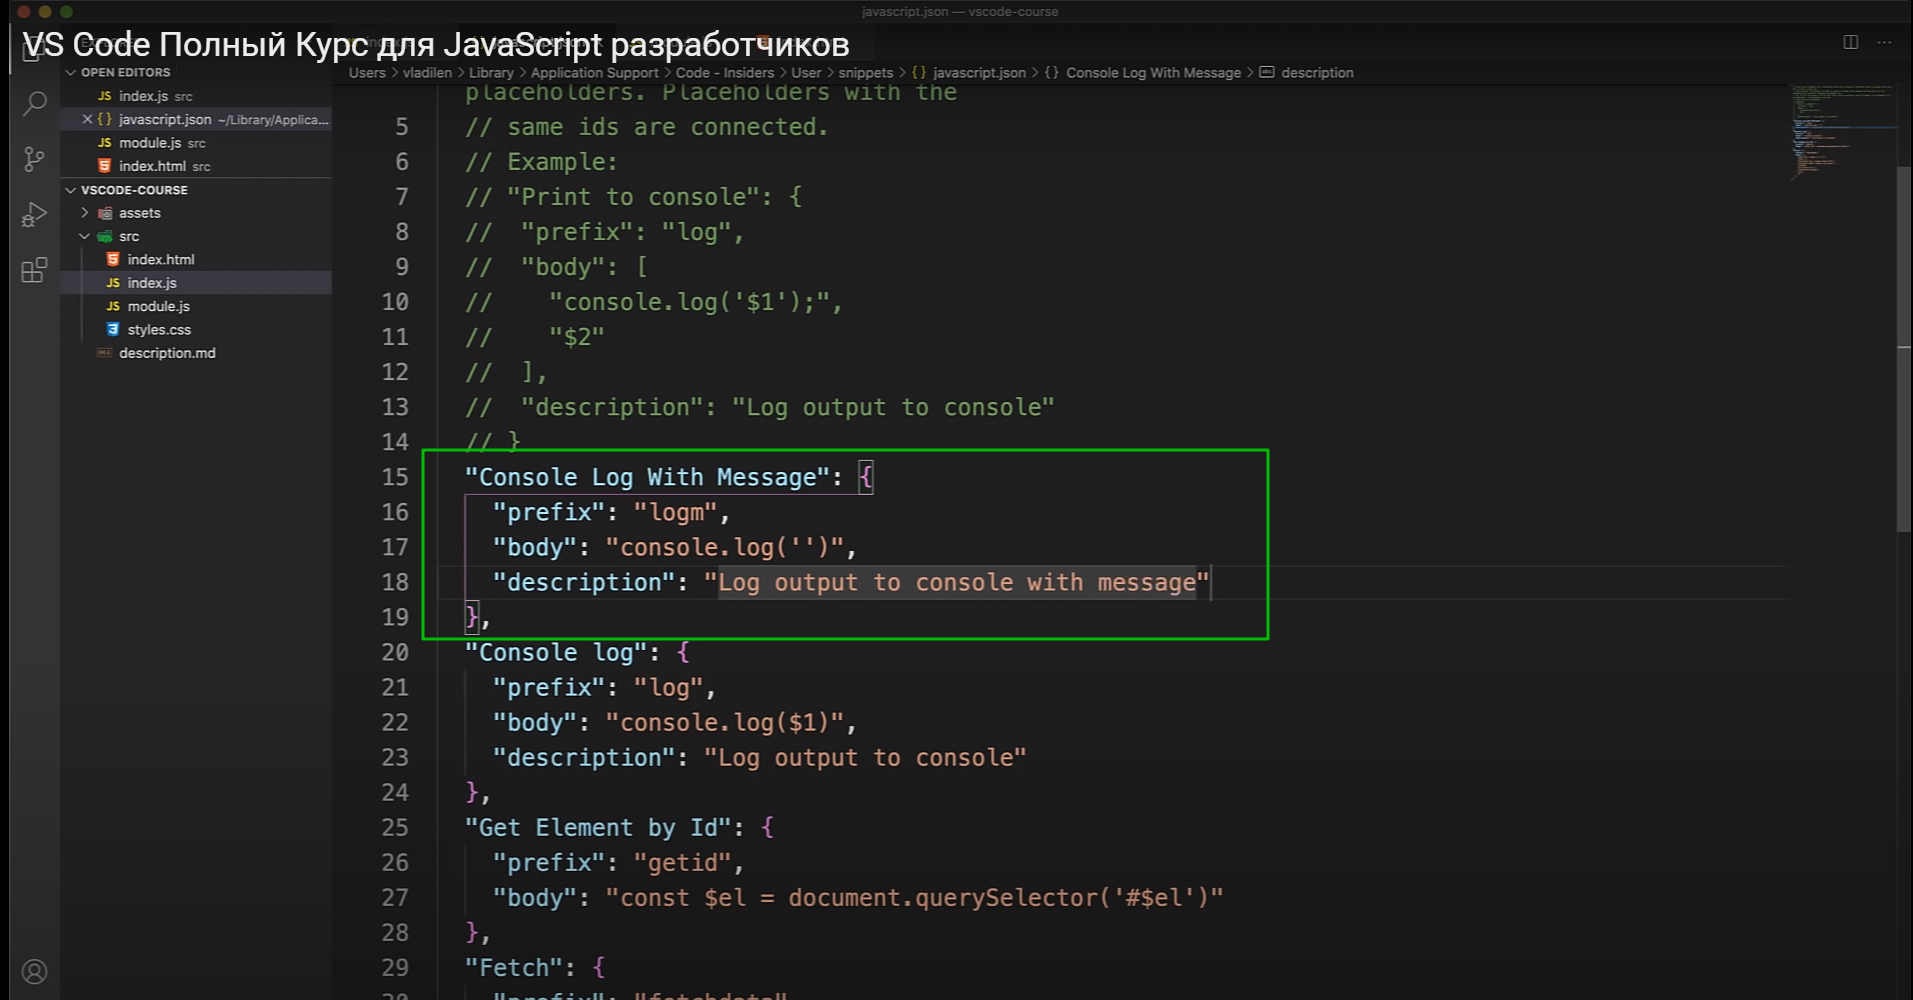 javascript.json — vscode-course
VS Code Полный Курс для JavaScript разработчиков
OPEN EDITORS
JS index.js src
{ } javascript.json ~/Library/Applica...
JS module.js src
index.html src
VSCODE-COURSE
assets
src
index.html
JS index.js
JS module.js
styles.css
description.md
Users > vladilen > Library > Application Support > Code - Insiders > User > snippets > { } javascript.json > { } Console Log With Message > description
placeholders. Placeholders with the
5 // same ids are connected.
6 // Example:
7 // "Print to console": {
8 //  "prefix": "log",
9 //  "body": [
10 //    "console.log('$1');",
11 //    "$2"
12 //  ],
13 //  "description": "Log output to console"
14 // }
15 "Console Log With Message": {
16 "prefix": "logm",
17 "body": "console.log('')",
18 "description": "Log output to console with message"
19 },
20 "Console log": {
21 "prefix": "log",
22 "body": "console.log($1)",
23 "description": "Log output to console"
24 },
25 "Get Element by Id": {
26 "prefix": "getid",
27 "body": "const $el = document.querySelector('#$el')"
28 },
29 "Fetch": {
30 "prefix": "fetchdata"